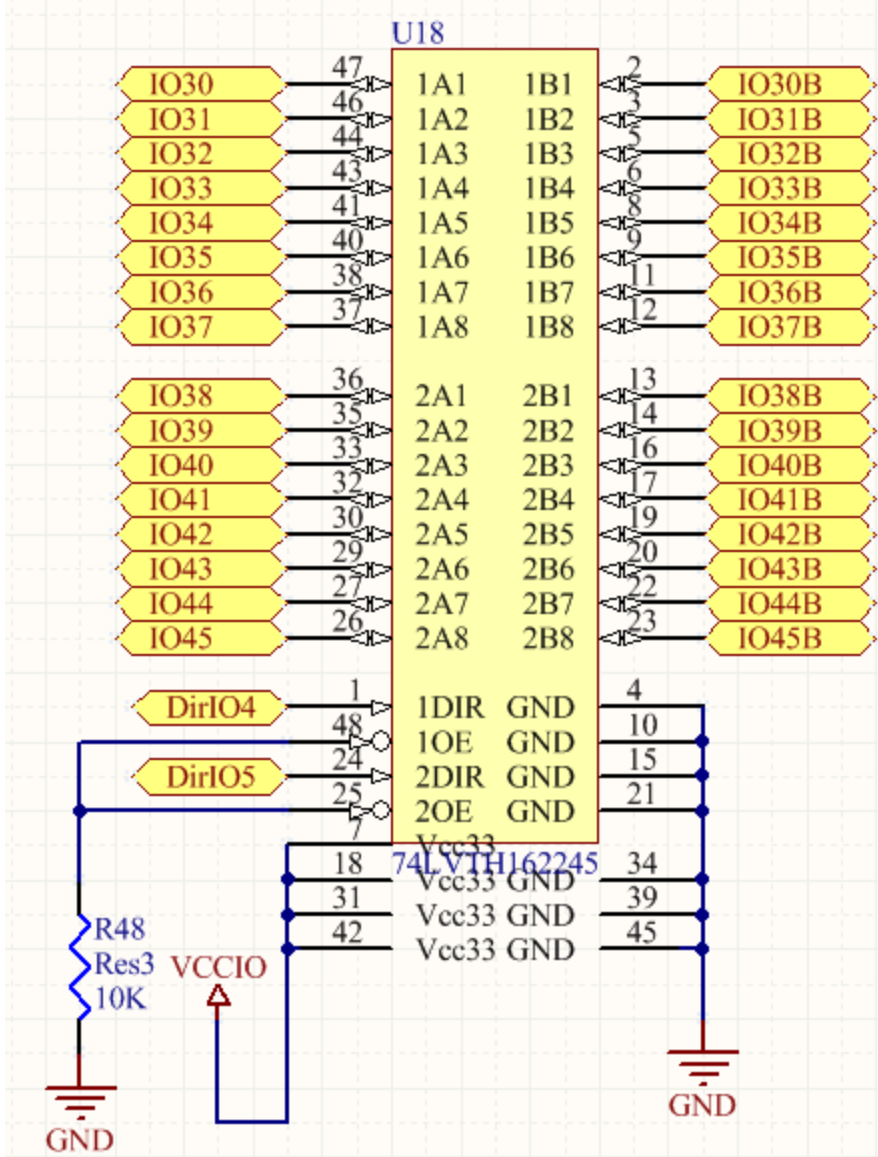 U18
IO30 47 1A1 1B1 2 IO30B
IO31 46 1A2 1B2 3 IO31B
IO32 44 1A3 1B3 5 IO32B
IO33 43 1A4 1B4 6 IO33B
IO34 41 1A5 1B5 8 IO34B
IO35 40 1A6 1B6 9 IO35B
IO36 38 1A7 1B7 11 IO36B
IO37 37 1A8 1B8 12 IO37B
IO38 36 2A1 2B1 13 IO38B
IO39 35 2A2 2B2 14 IO39B
IO40 33 2A3 2B3 16 IO40B
IO41 32 2A4 2B4 17 IO41B
IO42 30 2A5 2B5 19 IO42B
IO43 29 2A6 2B6 20 IO43B
IO44 27 2A7 2B7 22 IO44B
IO45 26 2A8 2B8 23 IO45B
DirIO4 1 1DIR GND 4
48 1OE GND 10
DirIO5 24 2DIR GND 15
25 2OE GND 21
7 Vcc33
74LVTH162245
18 Vcc33 GND 34
31 Vcc33 GND 39
42 Vcc33 GND 45
R48
Res3
10K
VCCIO
GND
GND